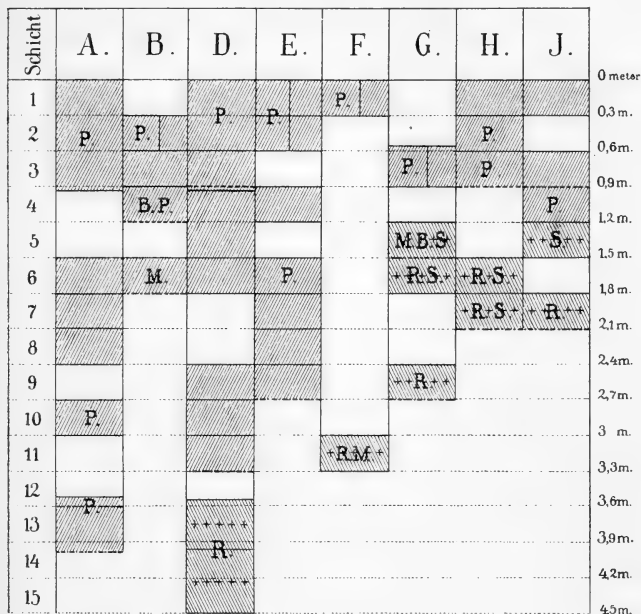 Schicht A. B. D. E. F. G. H. J.
0 meter
1 P. P. P. P.
0,3 m.
2 P. P. P.
0,6 m.
3 P. P.
0,9 m.
4 B.P. P.
1,2 m.
5 M.B.+S ++S.++
1,5 m.
6 M. P. +R.+S.+ +R.+S.+
1,8 m.
7 +R.+S. ++R.++
2,1 m.
8
2,4 m.
9 ++R.++
2,7 m.
10 P.
3 m.
11 +R.M.+
3,3 m.
12 P.
3,6 m.
13 +++++
3,9 m.
14 R.
4,2 m.
15 +++++
4,5 m.